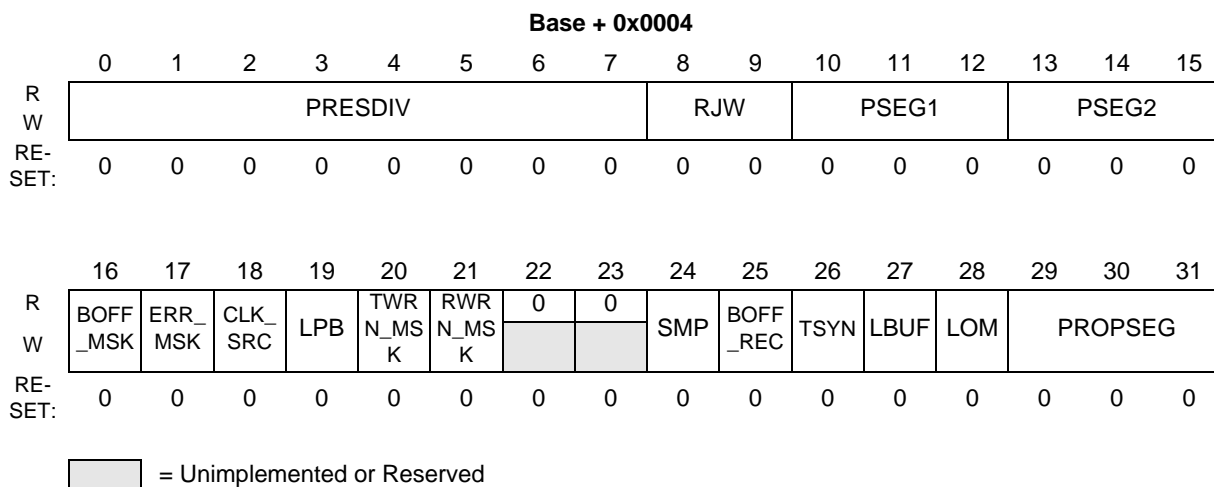 Base + 0x0004
0 1 2 3 4 5 6 7 8 9 10 11 12 13 14 15
R
W
PRESDIV RJW PSEG1 PSEG2
RE-
SET:
0 0 0 0 0 0 0 0 0 0 0 0 0 0 0 0
16 17 18 19 20 21 22 23 24 25 26 27 28 29 30 31
R
W
BOFF
_MSK
ERR_
MSK
CLK_
SRC
LPB
TWR
N_MS
K
RWR
N_MS
K
0 0
SMP
BOFF
_REC
TSYN LBUF LOM PROPSEG
RE-
SET:
0 0 0 0 0 0 0 0 0 0 0 0 0 0 0 0
= Unimplemented or Reserved